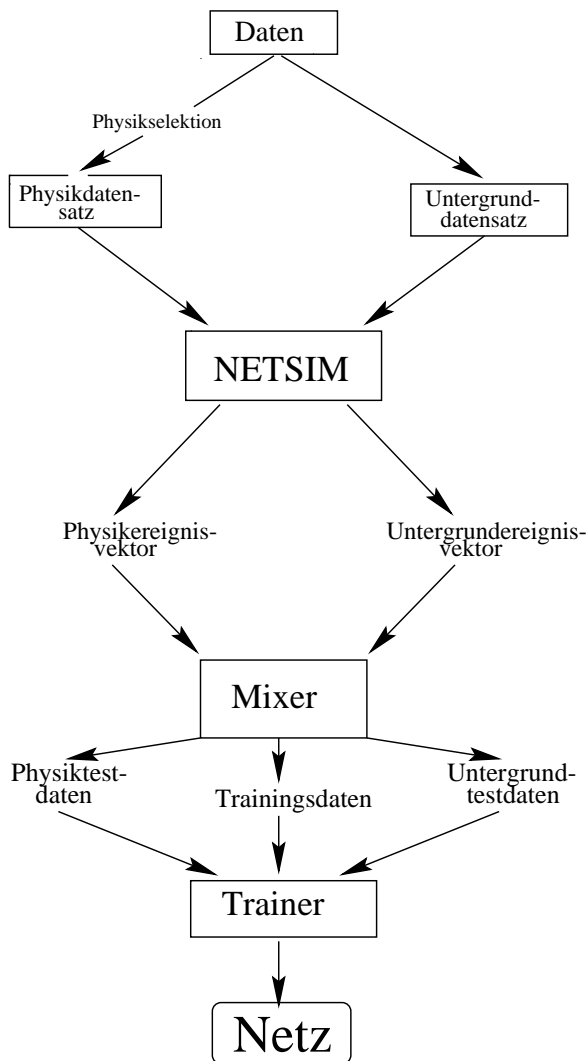 Daten
Physikselektion
Physikdaten-
satz
Untergrund-
datensatz
NETSIM
Physikereignis-
vektor
Untergrundereignis-
vektor
Mixer
Physiktest-
daten
Trainingsdaten
Untergrund-
testdaten
Trainer
Netz